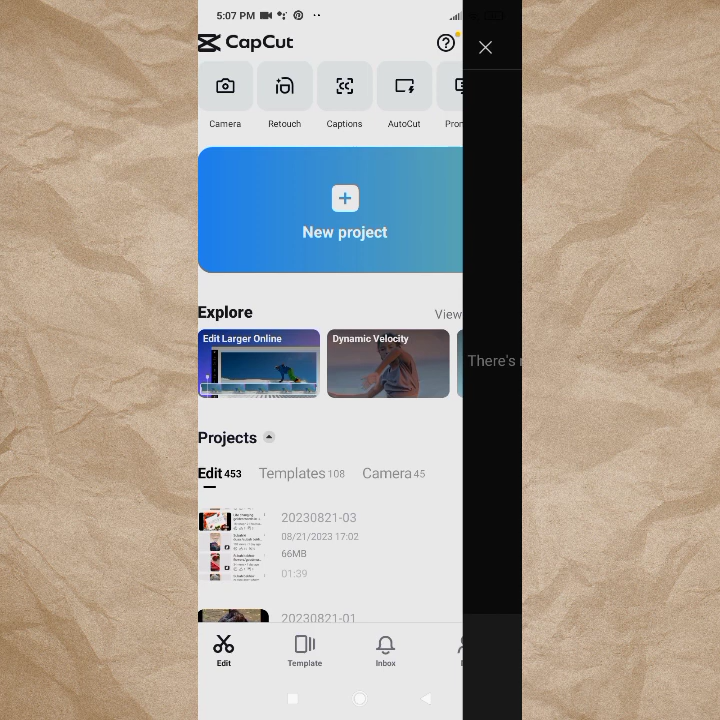 5:07 PM
CapCut
Camera Retouch Captions AutoCut Pron
New project
Explore View
Edit Larger Online Dynamic Velocity
There's
Projects
Edit 453 Templates 108 Camera 45
20230821-03
08/21/2023 17:02
66MB
01:39
20230821-01
Edit Template Inbox